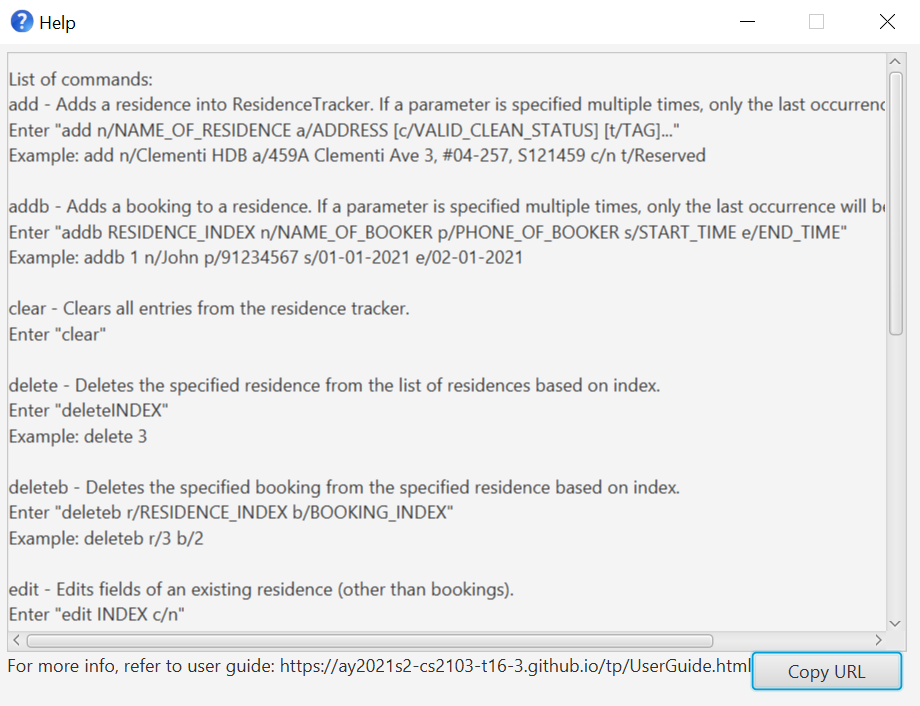 Help
List of commands:
add - Adds a residence into ResidenceTracker. If a parameter is specified multiple times, only the last
Enter "add n/NAME_OF_RESIDENCE a/ADDRESS [c/VALID_CLEAN_STATUS] [t/TAG]..."
Example: add n/Clementi HDB a/459A Clementi Ave 3, #04-257, S121459 c/n t/Reserved
addb - Adds a booking to a residence. If a parameter is specified multiple times, only the last occurrence will
Enter "addb RESIDENCE_INDEX n/NAME_OF_BOOKER p/PHONE_OF_BOOKER s/START_TIME e/END_TIME"
Example: addb 1 n/John p/91234567 s/01-01-2021 e/02-01-2021
clear - Clears all entries from the residence tracker.
Enter "clear"
delete - Deletes the specified residence from the list of residences based on index.
Enter "deleteINDEX"
Example: delete 3
deleteb - Deletes the specified booking from the specified residence based on index.
Enter "deleteb r/RESIDENCE_INDEX b/BOOKING_INDEX"
Example: deleteb r/3 b/2
edit - Edits fields of an existing residence (other than bookings).
Enter "edit INDEX c/n"
For more info, refer to user guide: https://ay2021s2-cs2103-t16-3.github.io/tp/UserGuide.html
Copy URL